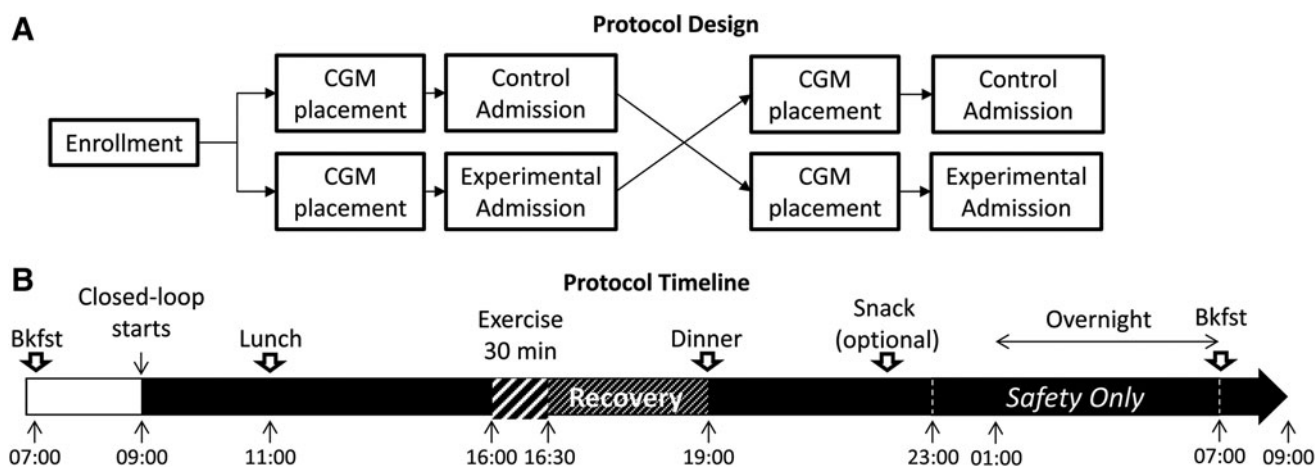 A
Protocol Design
Enrollment
CGM
placement
Control
Admission
CGM
placement
Control
Admission
CGM
placement
Experimental
Admission
CGM
placement
Experimental
Admission
B
Protocol Timeline
Bkfst
Closed-loop
starts
Lunch
Exercise
30 min
Dinner
Snack
(optional)
Overnight
Bkfst
Recovery
Safety Only
07:00
09:00
11:00
16:00
16:30
19:00
23:00
01:00
07:00
09:00